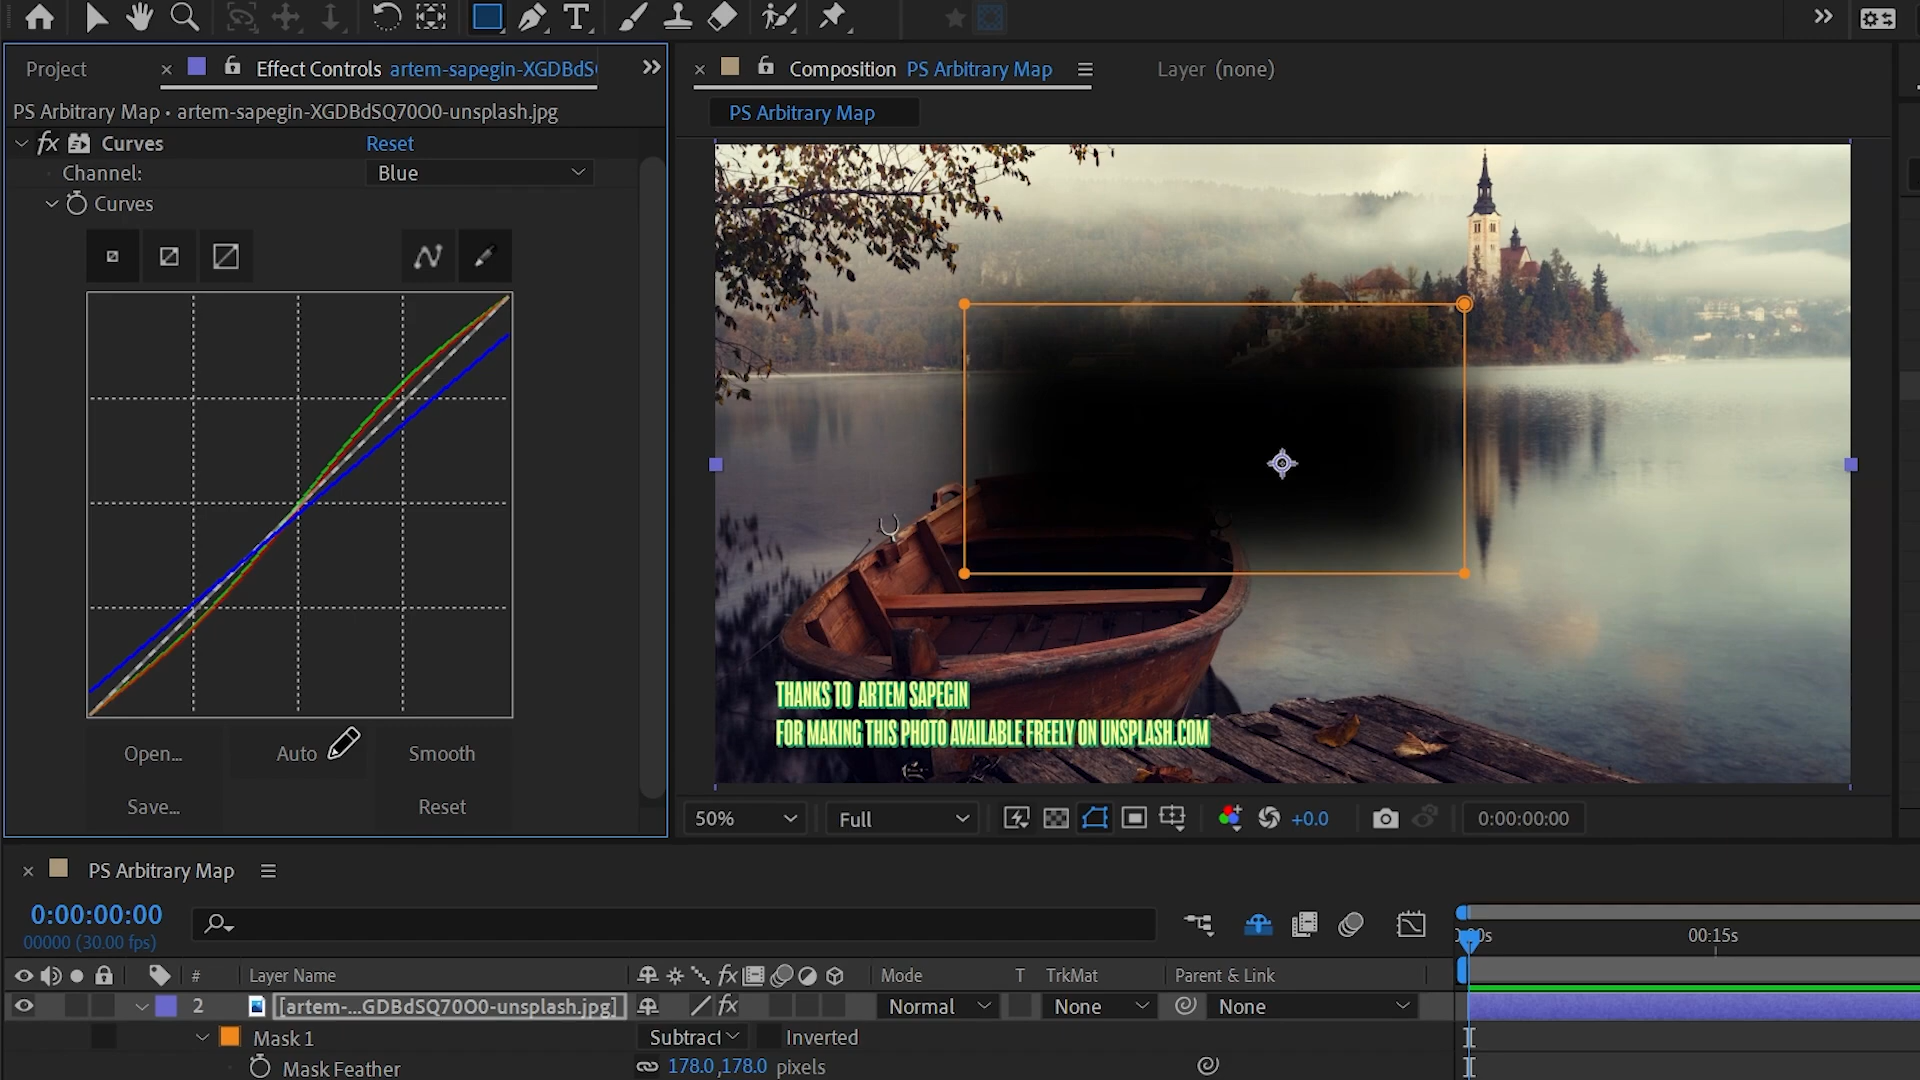 Project
Effect Controls artem-sapegin-XGDBdS
Composition PS Arbitrary Map
Layer (none)
PS Arbitrary Map • artem-sapegin-XGDBdSQ70O0-unsplash.jpg
PS Arbitrary Map
fx Curves Reset
Channel: Blue
Curves
Open... Auto Smooth
Save... Reset
THANKS TO ARTEM SAPEGIN
FOR MAKING THIS PHOTO AVAILABLE FREELY ON UNSPLASH.COM
50% Full +0.0 0:00:00:00
PS Arbitrary Map
0:00:00:00
00000 (30.00 fps)
00:15s
# Layer Name fx Mode T TrkMat Parent & Link
2 [artem-...GDBdSQ70O0-unsplash.jpg] fx Normal None None
Mask 1 Subtract Inverted
Mask Feather 178.0,178.0 pixels